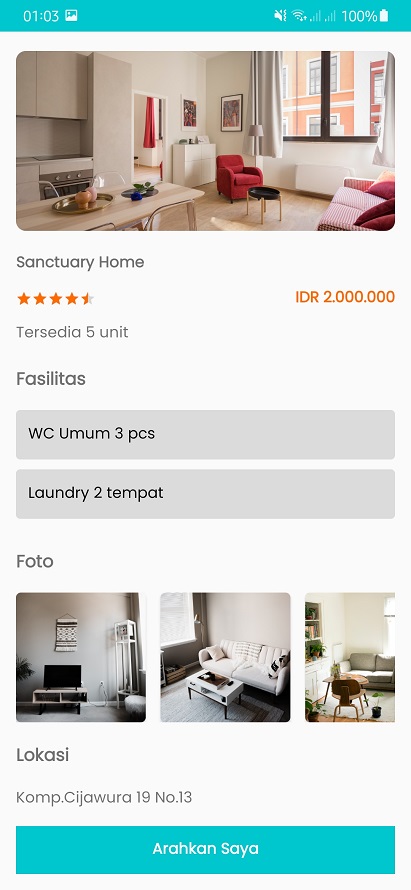 01:03 100%
Sanctuary Home
IDR 2.000.000
Tersedia 5 unit
Fasilitas
WC Umum 3 pcs
Laundry 2 tempat
Foto
Lokasi
Komp.Cijawura 19 No.13
Arahkan Saya